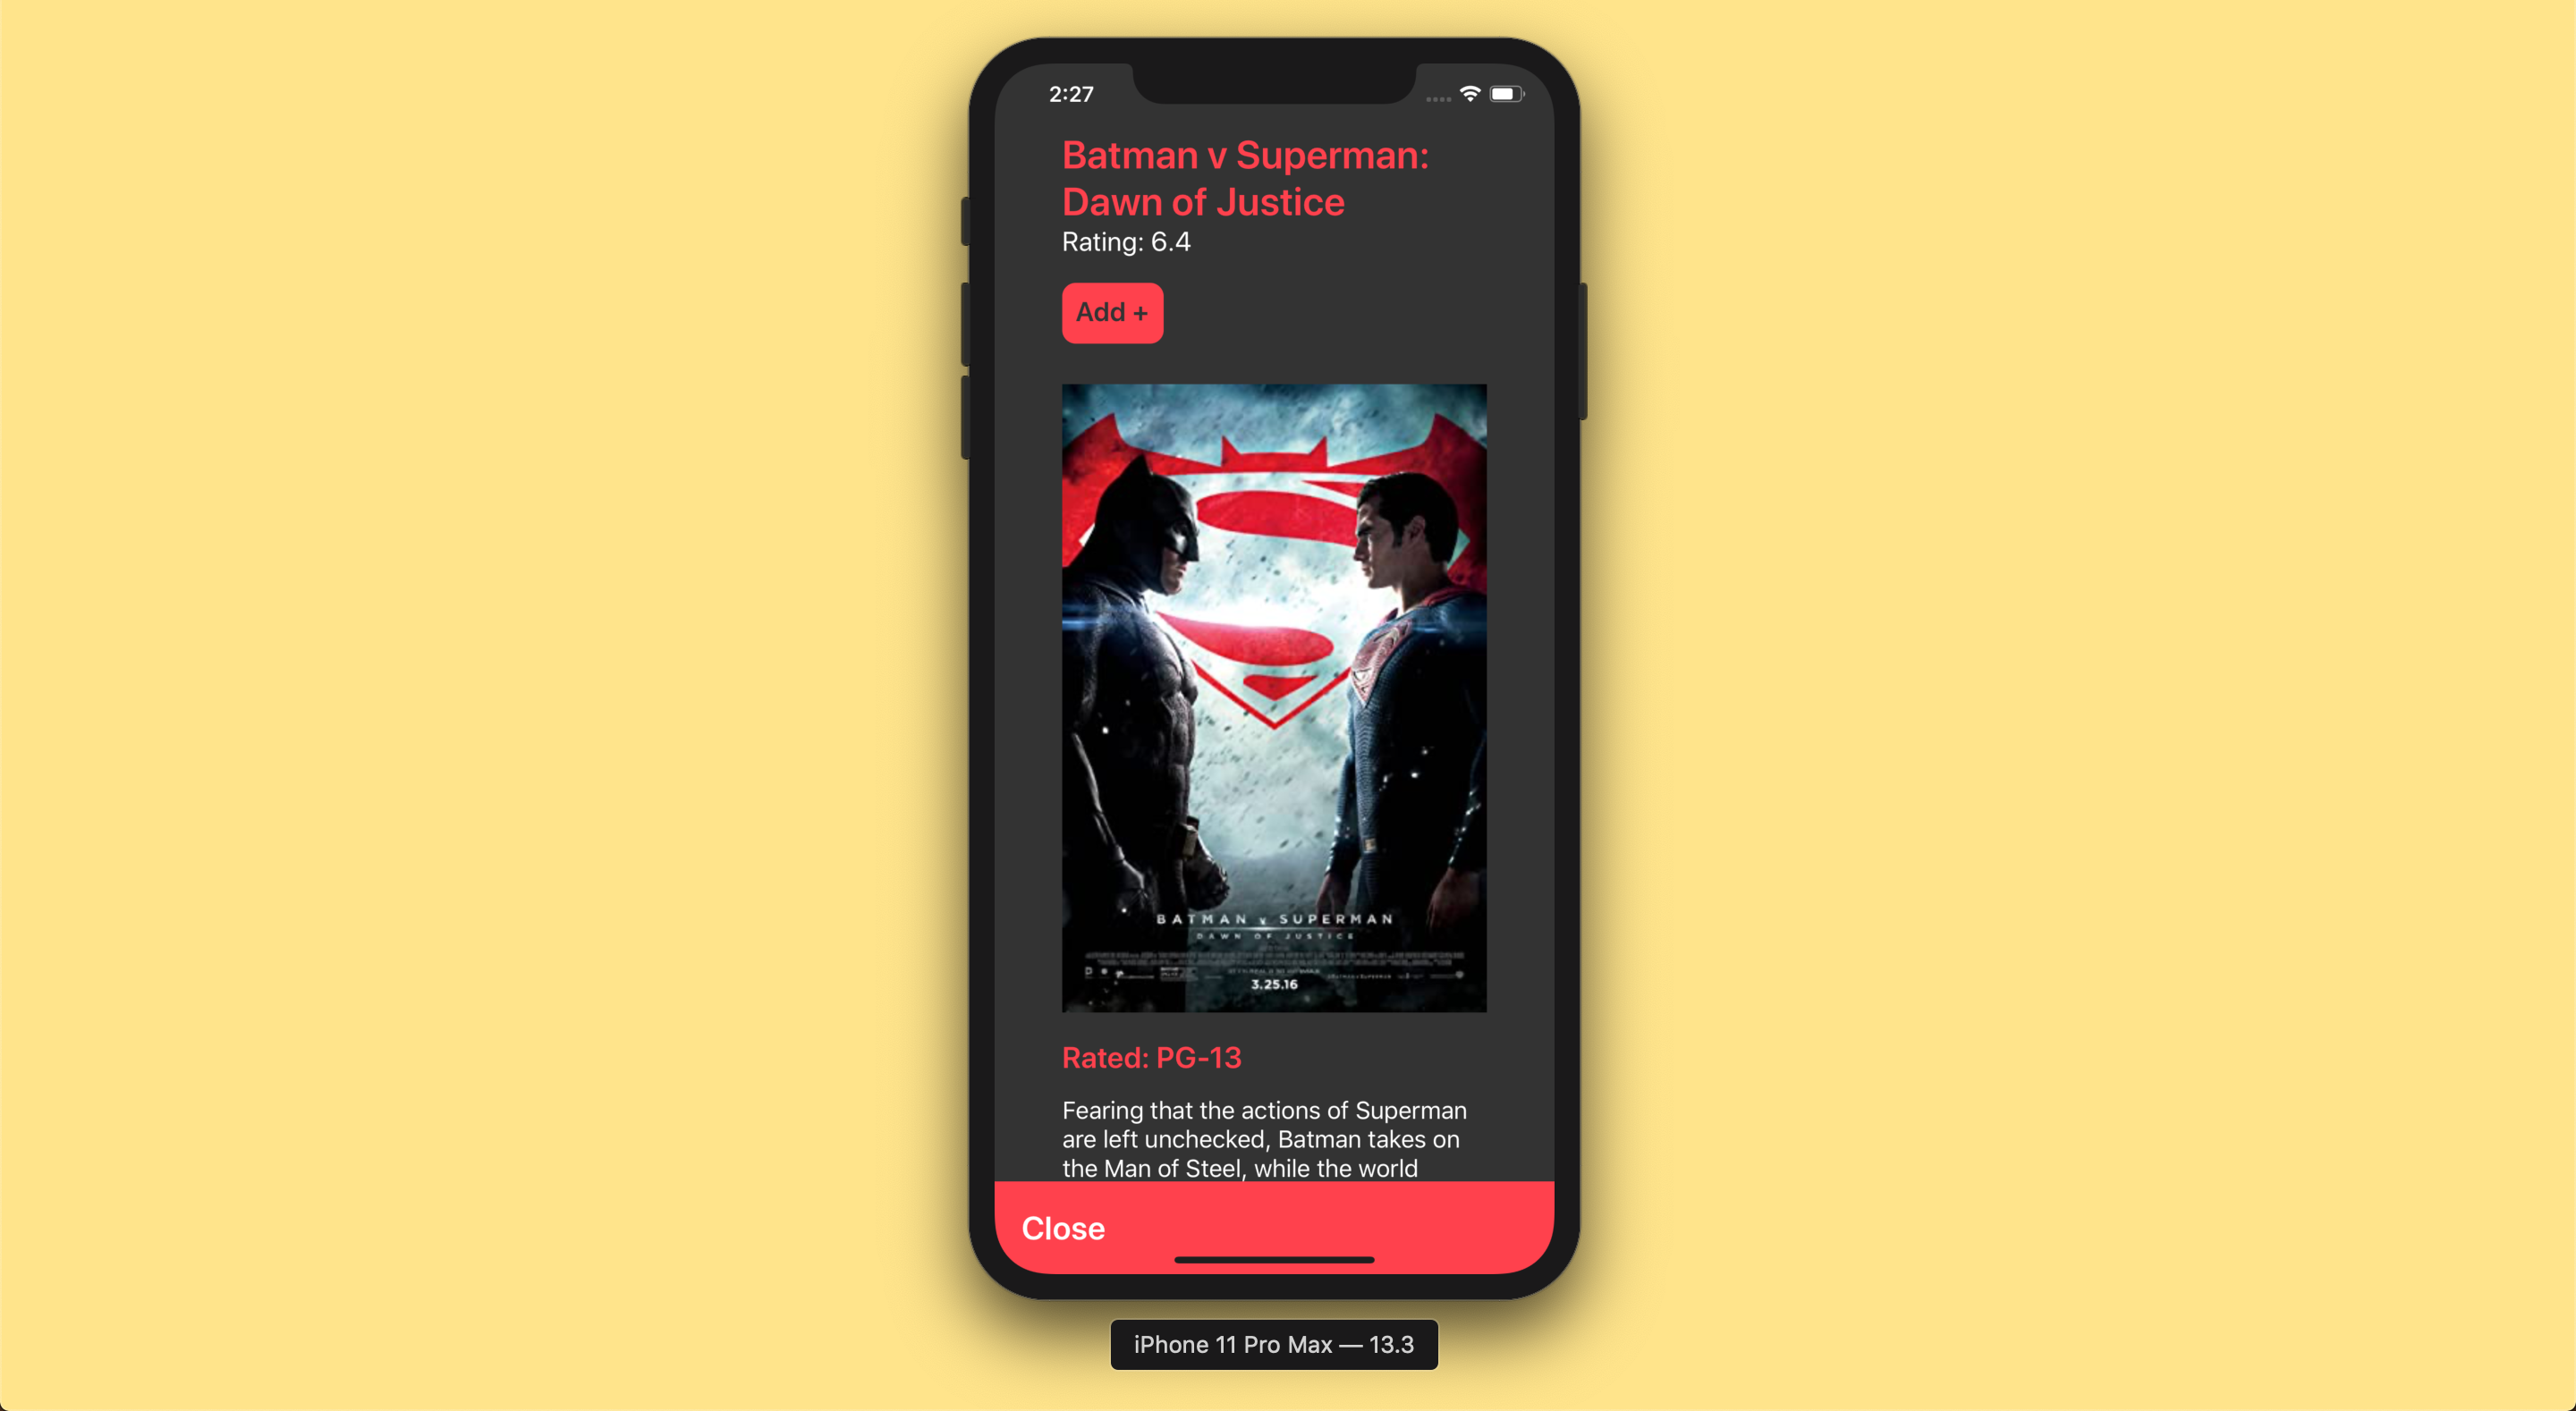 2:27
Batman v Superman:
Dawn of Justice
Rating: 6.4
Add +
BATMAN v SUPERMAN
DAWN OF JUSTICE
3.25.16
Rated: PG-13
Fearing that the actions of Superman
are left unchecked, Batman takes on
the Man of Steel, while the world
Close
iPhone 11 Pro Max — 13.3